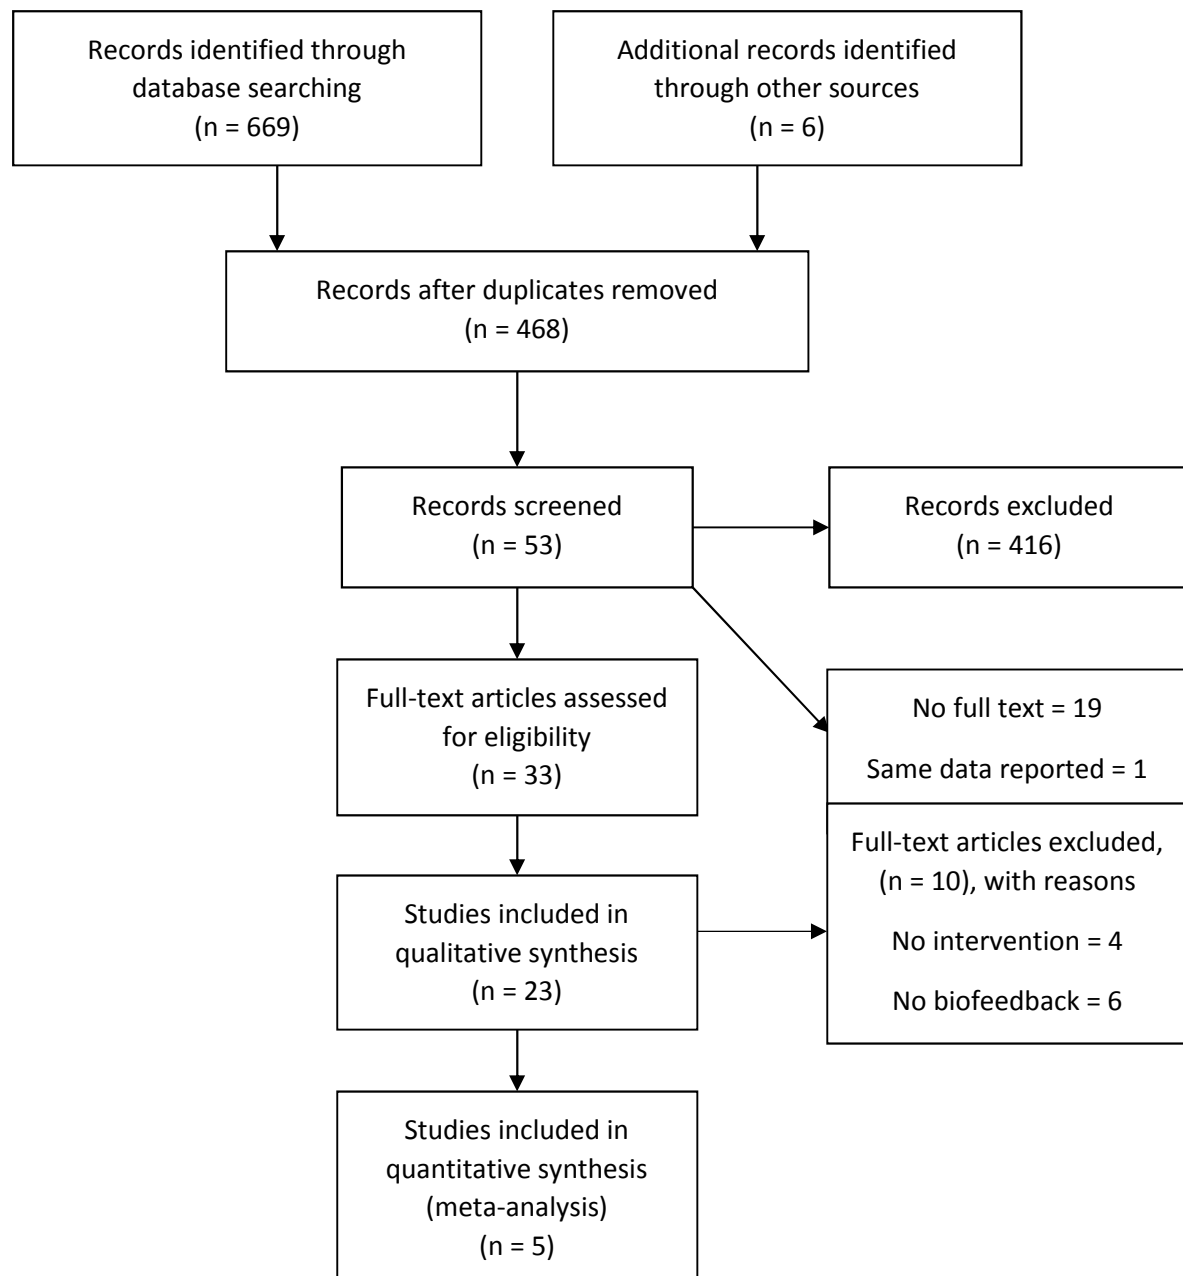 Records identified through
database searching
(n = 669)
Additional records identified
through other sources
(n = 6)
Records after duplicates removed
(n = 468)
Records screened
(n = 53)
Records excluded
(n = 416)
Full-text articles assessed
for eligibility
(n = 33)
No full text = 19
Same data reported = 1
Full-text articles excluded,
(n = 10), with reasons
No intervention = 4
No biofeedback = 6
Studies included in
qualitative synthesis
(n = 23)
Studies included in
quantitative synthesis
(meta-analysis)
(n = 5)